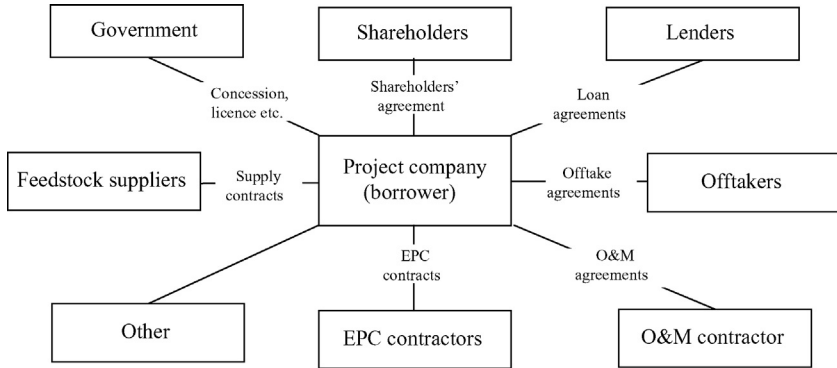 Government
Shareholders
Lenders
Concession,
licence etc.
Shareholders’
agreement
Loan
agreements
Feedstock suppliers
Supply
contracts
Project company
(borrower)
Offtake
agreements
Offtakers
EPC
contracts
O&M
agreements
Other
EPC contractors
O&M contractor